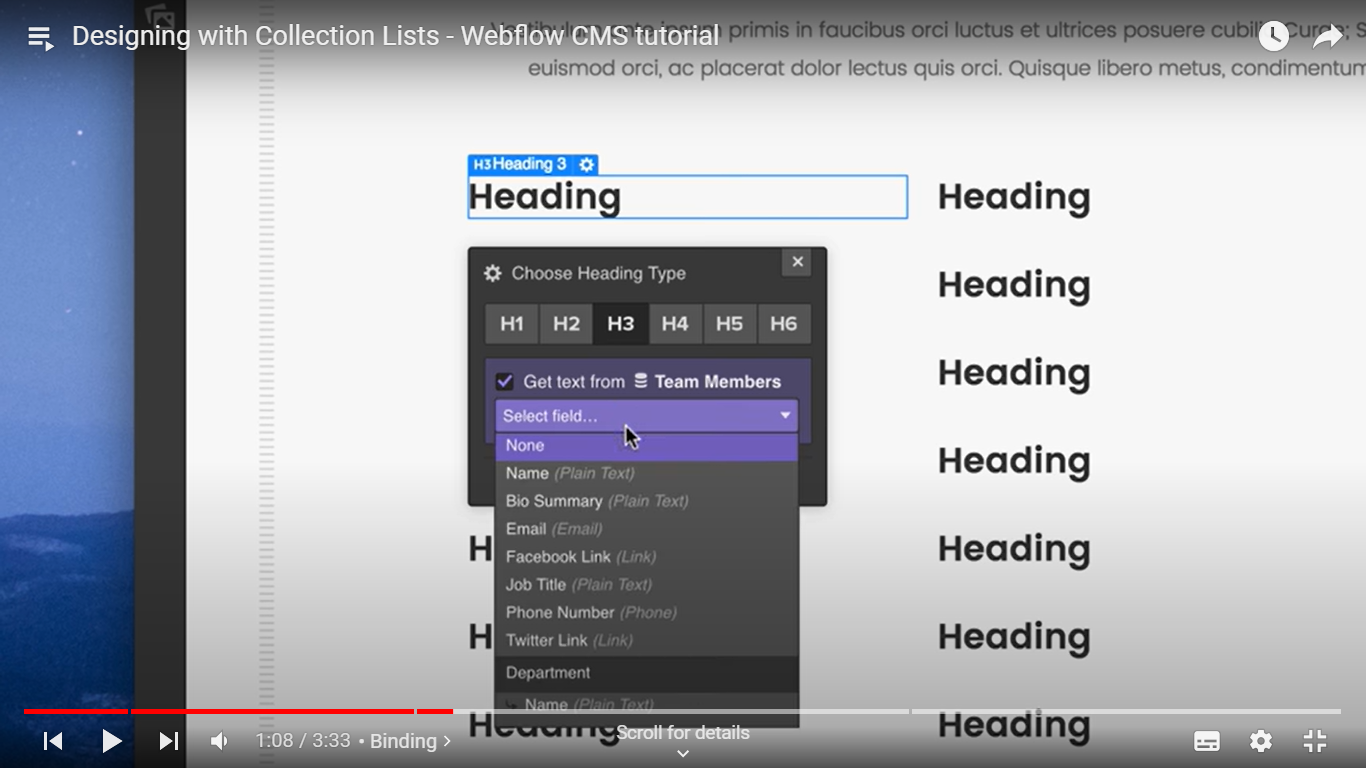 Designing with Collection Lists - Webflow CMS tutorial
primis in faucibus orci luctus et ultrices posuere cubili
euismod orci, ac placerat dolor lectus quis orci. Quisque libero metus, condimentum
H3 Heading 3
Heading
Heading
Choose Heading Type
Heading
H1 H2 H3 H4 H5 H6
Get text from Team Members
Heading
Select field...
None
Heading
Name (Plain Text)
Bio Summary (Plain Text)
Email (Email)
H
Heading
Facebook Link (Link)
Job Title (Plain Text)
Phone Number (Phone)
H
Heading
Twitter Link (Link)
Department
Name (Plain Text)
Heading
Heading
Scroll for details
1:08 / 3:33 • Binding >